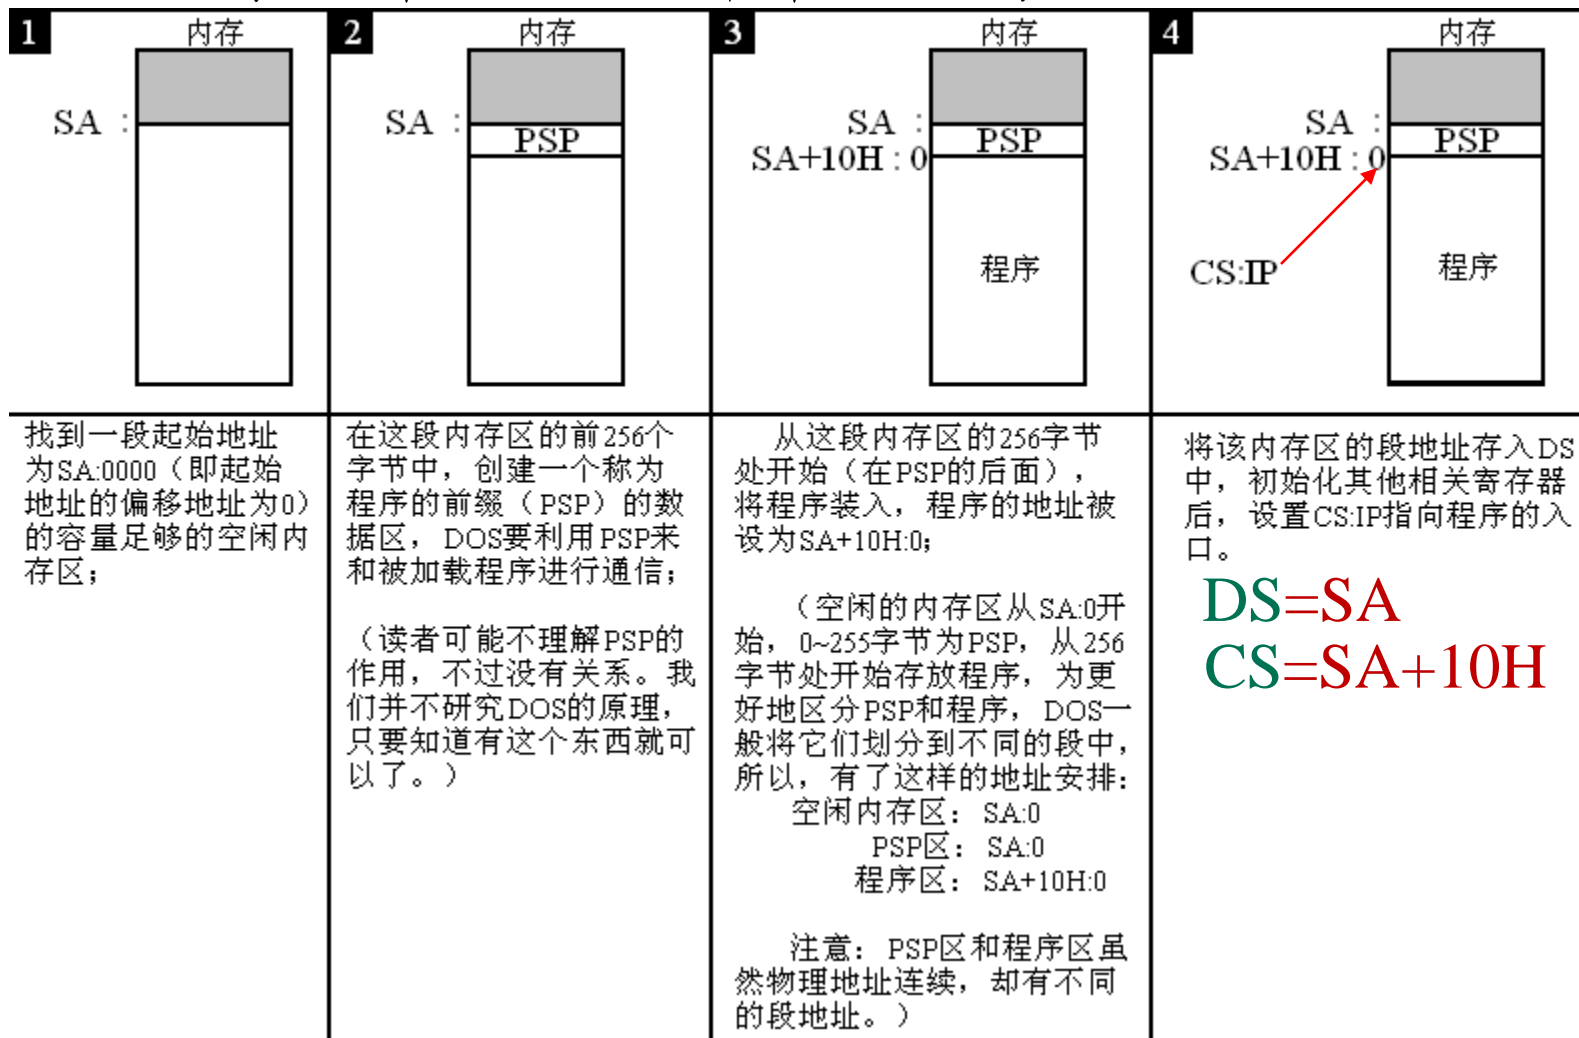 1
内存
SA :
找到一段起始地址
为SA:0000（即起始
地址的偏移地址为0）
的容量足够的空闲内
存区；
2
内存
SA :
PSP
在这段内存区的前256个
字节中，创建一个称为
程序的前缀（PSP）的数
据区，DOS要利用PSP来
和被加载程序进行通信；
（读者可能不理解PSP的
作用，不过没有关系。我
们并不研究DOS的原理，
只要知道有这个东西就可
以了。）
3
内存
SA :
PSP
SA+10H : 0
程序
从这段内存区的256字节
处开始（在PSP的后面），
将程序装入，程序的地址被
设为SA+10H:0；
（空闲的内存区从SA:0开
始，0~255字节为PSP，从256
字节处开始存放程序，为更
好地区分PSP和程序，DOS一
般将它们划分到不同的段中，
所以，有了这样的地址安排：
空闲内存区：SA:0
PSP区：SA:0
程序区：SA+10H:0
注意：PSP区和程序区虽
然物理地址连续，却有不同
的段地址。）
4
内存
SA :
PSP
SA+10H : 0
CS:IP
程序
将该内存区的段地址存入DS
中，初始化其他相关寄存器
后，设置CS:IP指向程序的入
口。
DS=SA
CS=SA+10H